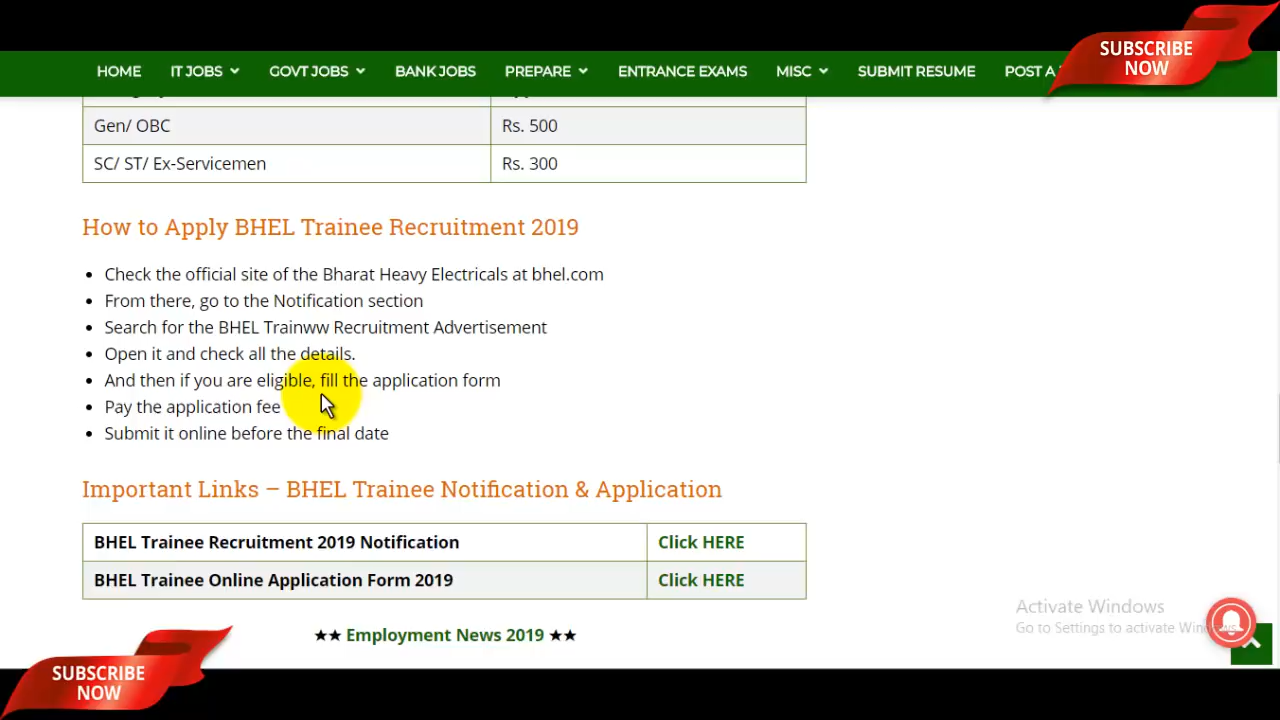 SUBSCRIBE
NOW
HOME IT JOBS GOVT JOBS BANK JOBS PREPARE ENTRANCE EXAMS MISC SUBMIT RESUME POST A
Gen/ OBC Rs. 500
SC/ ST/ Ex-Servicemen Rs. 300
How to Apply BHEL Trainee Recruitment 2019
• Check the official site of the Bharat Heavy Electricals at bhel.com
• From there, go to the Notification section
• Search for the BHEL Trainww Recruitment Advertisement
• Open it and check all the details.
• And then if you are eligible, fill the application form
• Pay the application fee
• Submit it online before the final date
Important Links – BHEL Trainee Notification & Application
BHEL Trainee Recruitment 2019 Notification Click HERE
BHEL Trainee Online Application Form 2019 Click HERE
Activate Windows
Go to Settings to activate Windows.
★★ Employment News 2019 ★★
SUBSCRIBE
NOW